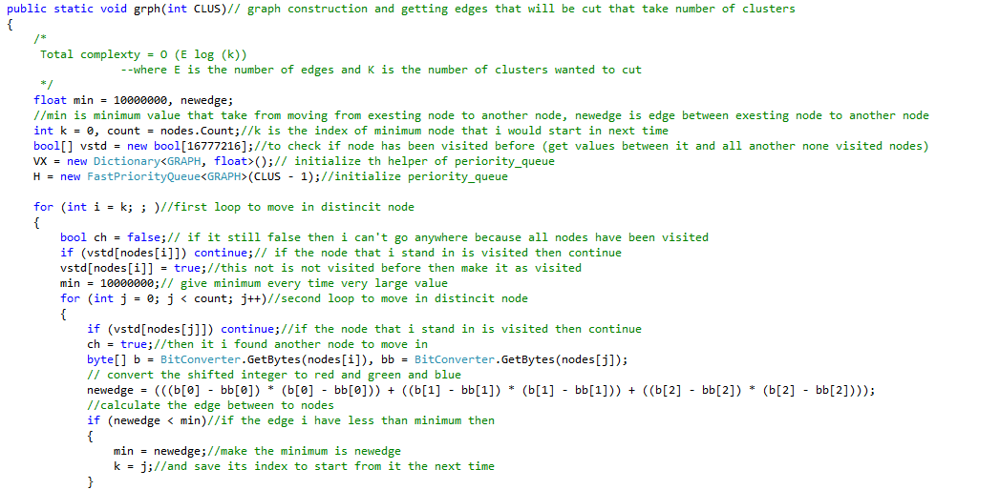 public static void grph(int CLUS)// graph construction and getting edges that will be cut that take number of clusters
{
/*
Total complexty = O (E log (k))
--where E is the number of edges and K is the number of clusters wanted to cut
*/
float min = 10000000, newedge;
//min is minimum value that take from moving from exesting node to another node, newedge is edge between exesting node to another node
int k = 0, count = nodes.Count;//k is the index of minimum node that i would start in next time
bool[] vstd = new bool[16777216];//to check if node has been visited before (get values between it and all another none visited nodes)
VX = new Dictionary<GRAPH, float>();// initialize th helper of periority_queue
H = new FastPriorityQueue<GRAPH>(CLUS - 1);//initialize periority_queue
for (int i = k; ; )//first loop to move in distincit node
{
bool ch = false;// if it still false then i can't go anywhere because all nodes have been visited
if (vstd[nodes[i]]) continue;// if the node that i stand in is visited then continue
vstd[nodes[i]] = true;//this not is not visited before then make it as visited
min = 10000000;// give minimum every time very large value
for (int j = 0; j < count; j++)//second loop to move in distincit node
{
if (vstd[nodes[j]]) continue;//if the node that i stand in is visited then continue
ch = true;//then it i found another node to move in
byte[] b = BitConverter.GetBytes(nodes[i]), bb = BitConverter.GetBytes(nodes[j]);
// convert the shifted integer to red and green and blue
newedge = (((b[0] - bb[0]) * (b[0] - bb[0])) + ((b[1] - bb[1]) * (b[1] - bb[1])) + ((b[2] - bb[2]) * (b[2] - bb[2])));
//calculate the edge between to nodes
if (newedge < min)//if the edge i have less than minimum then
{
min = newedge;//make the minimum is newedge
k = j;//and save its index to start from it the next time
}